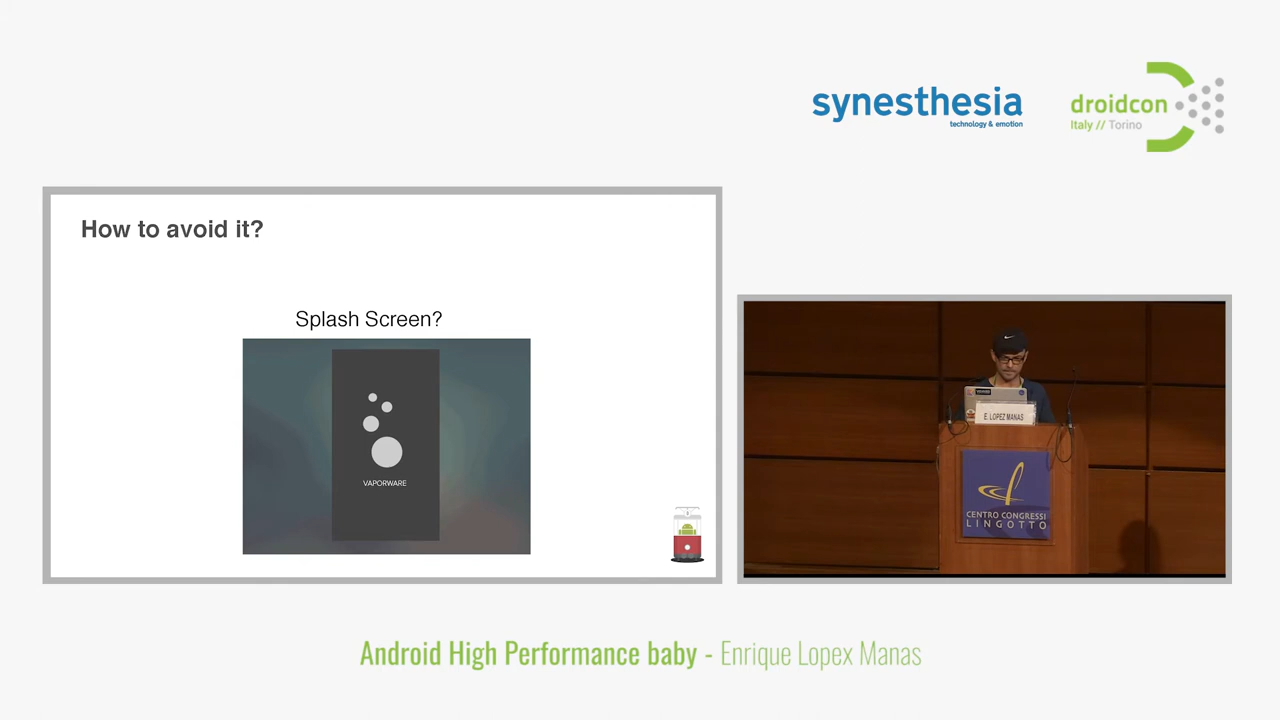 synesthesia
technology & emotion
droidcon
Italy // Torino
How to avoid it?
Splash Screen?
VAPORWARE
E. LOPEZ MANAS
CENTRO CONGRESSI
LINGOTTO
Android High Performance baby - Enrique Lopex Manas